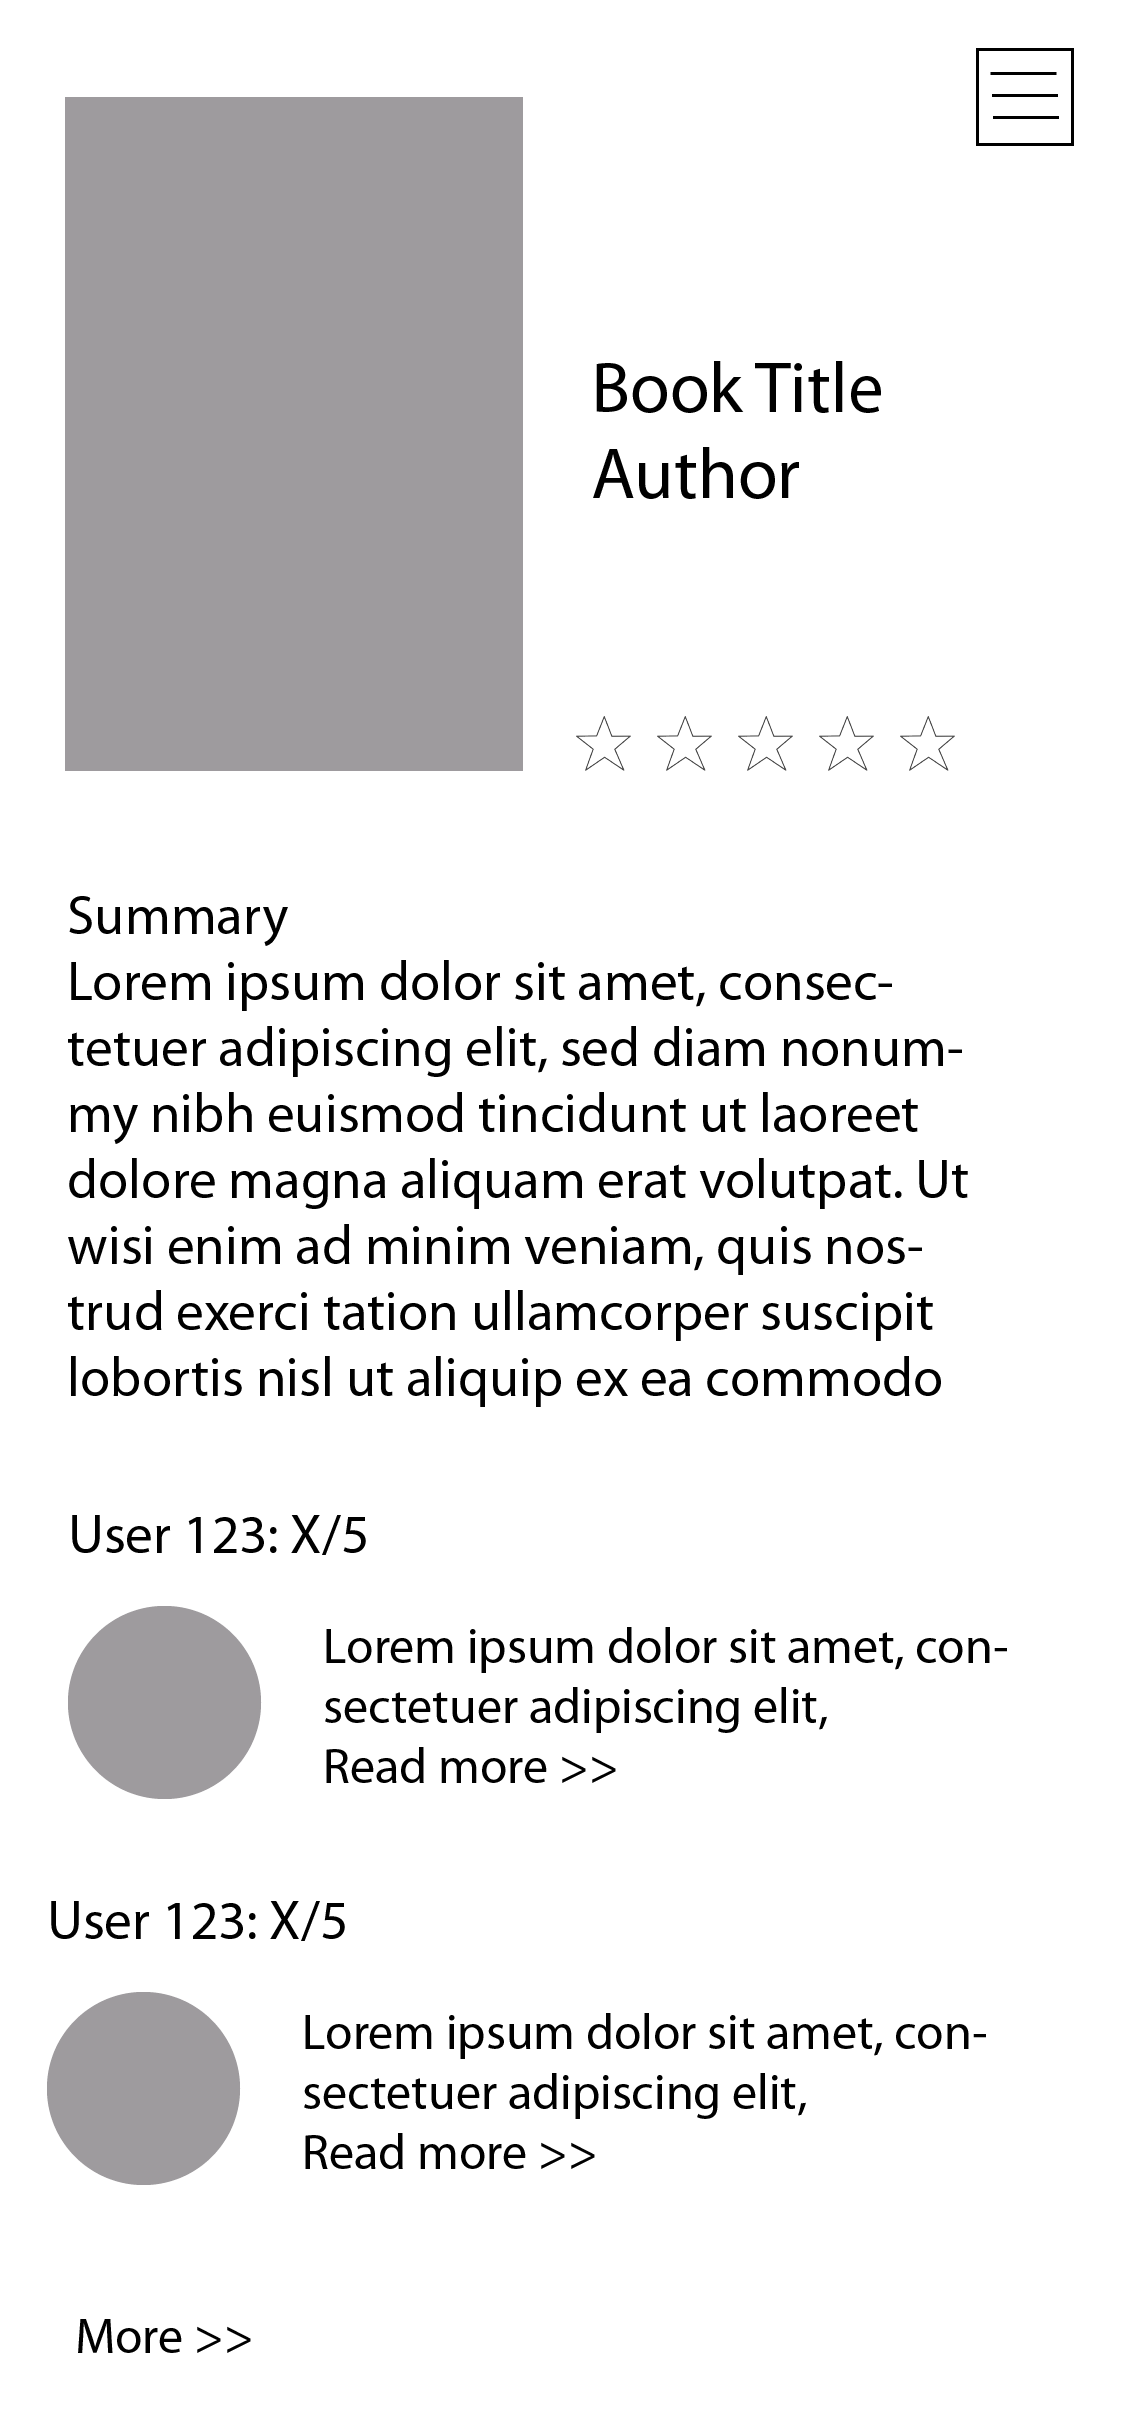 Book Title
Author
Summary
Lorem ipsum dolor sit amet, consec-
tetuer adipiscing elit, sed diam nonum-
my nibh euismod tincidunt ut laoreet
dolore magna aliquam erat volutpat. Ut
wisi enim ad minim veniam, quis nos-
trud exerci tation ullamcorper suscipit
lobortis nisl ut aliquip ex ea commodo
User 123: X/5
Lorem ipsum dolor sit amet, con-
sectetuer adipiscing elit,
Read more >>
User 123: X/5
Lorem ipsum dolor sit amet, con-
sectetuer adipiscing elit,
Read more >>
More >>